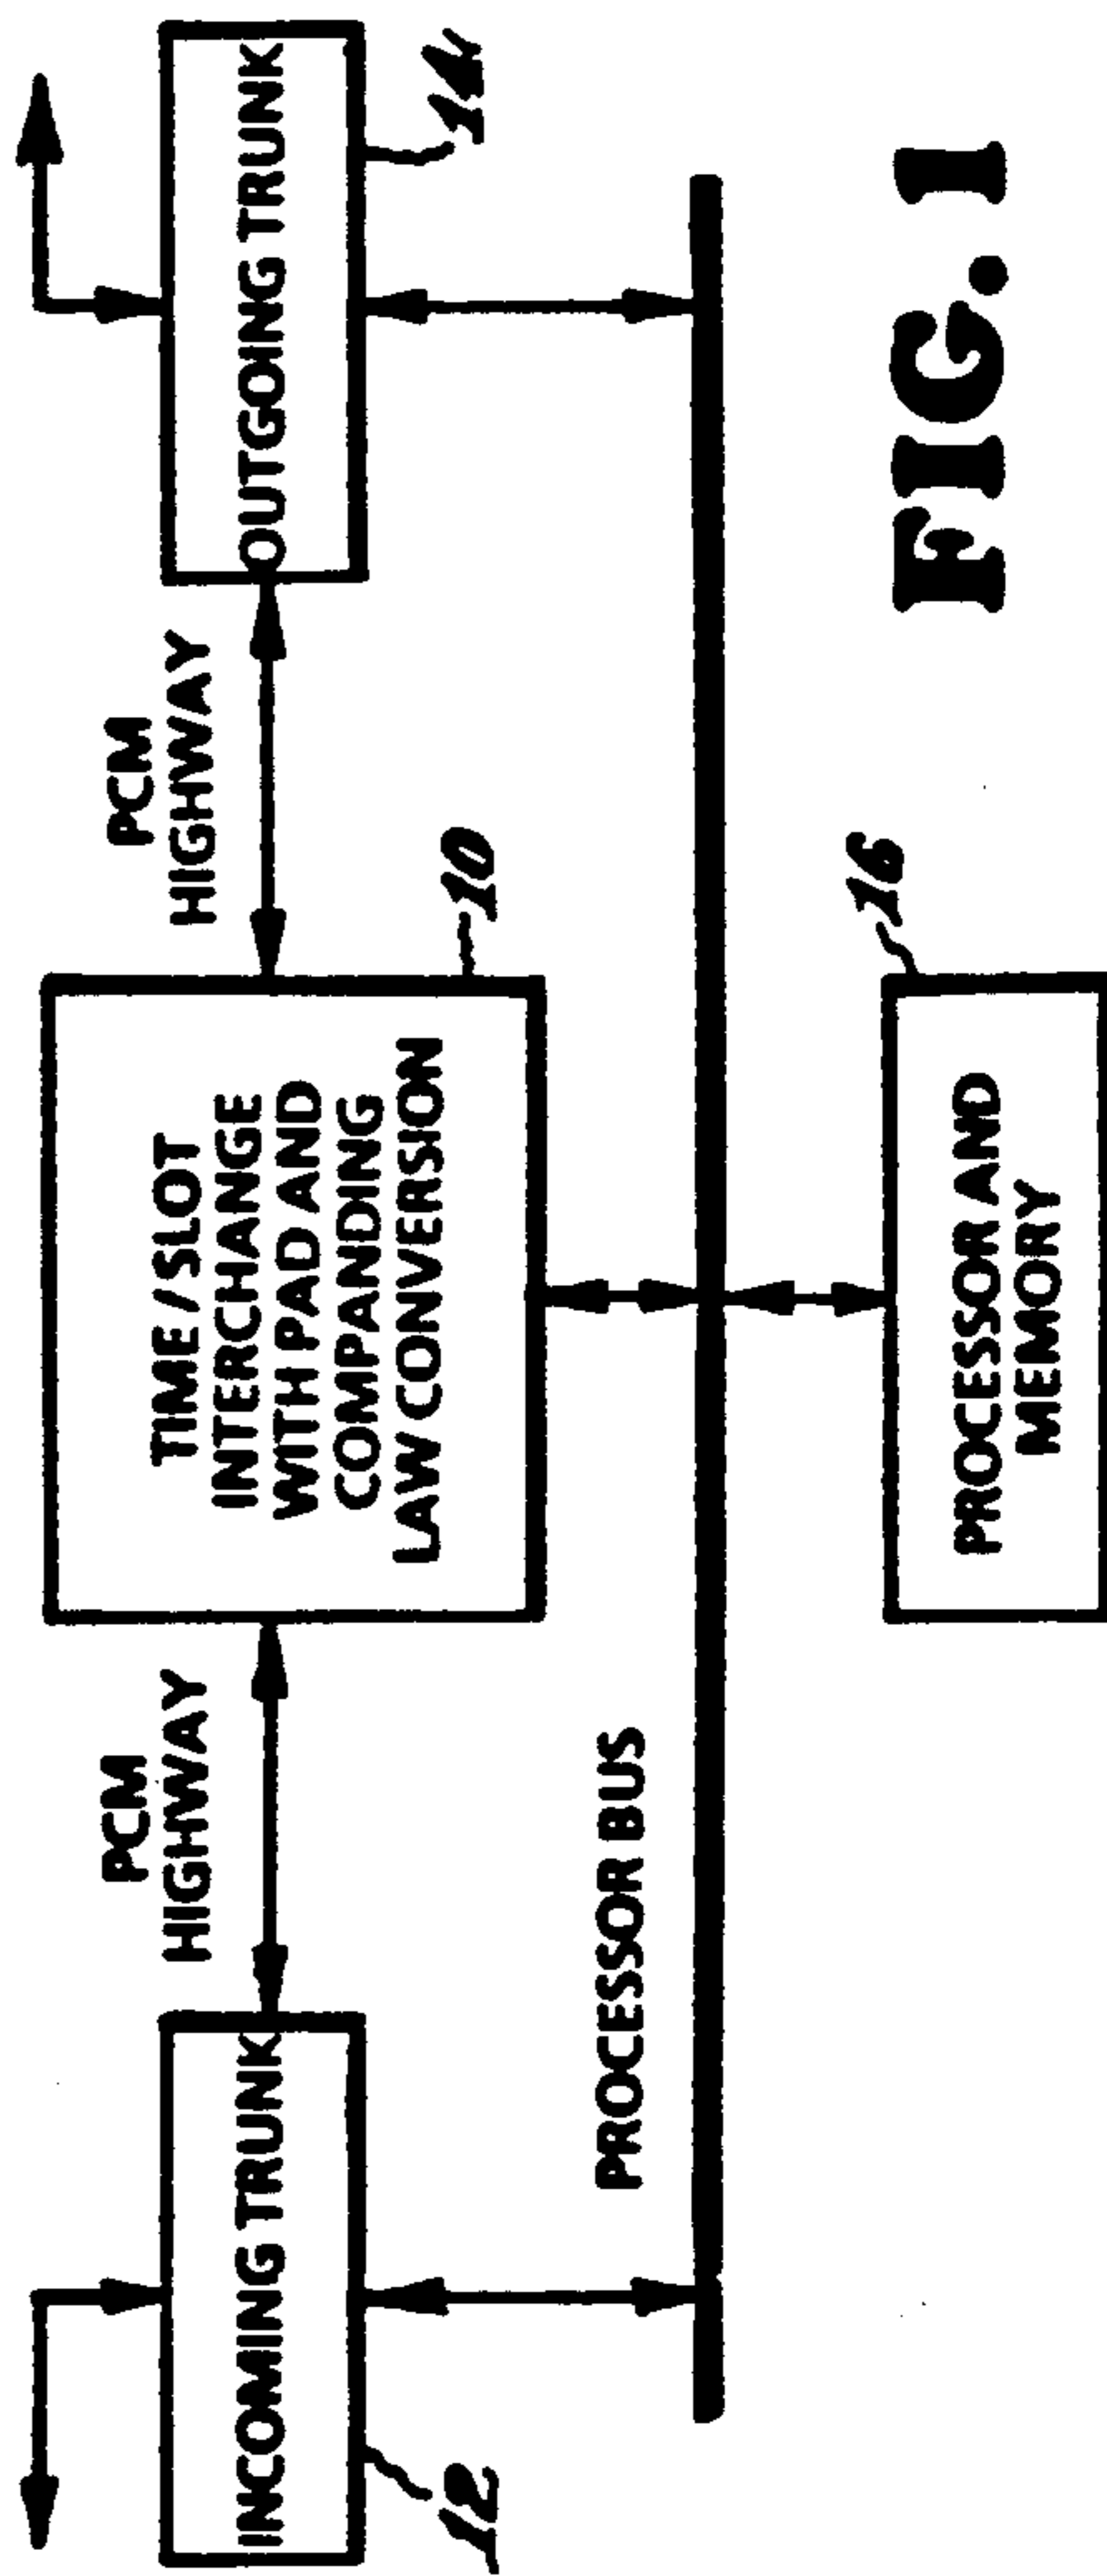 INCOMING TRUNK
12
PCM
HIGHWAY
TIME / SLOT
INTERCHANGE
WITH PAD AND
COMPANDING
LAW CONVERSION
10
PCM
HIGHWAY
OUTGOING TRUNK
14
PROCESSOR BUS
PROCESSOR AND
MEMORY
16
FIG. 1